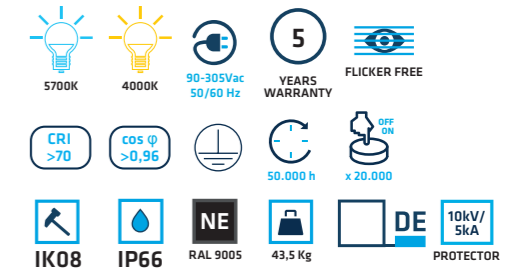 5700K
4000K
90-305Vac
50/60 Hz
5
YEARS
WARRANTY
FLICKER FREE
CRI
>70
cos φ
>0,96
50.000 h
OFF
ON
x 20.000
IK08
IP66
NE
RAL 9005
43,5 Kg
DE
10kV/
5kA
PROTECTOR